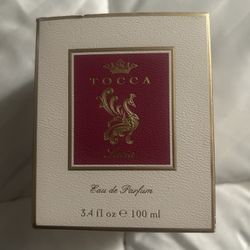 TOCCA
Eau de Parfum
3.4 fl oz ℮ 100 ml